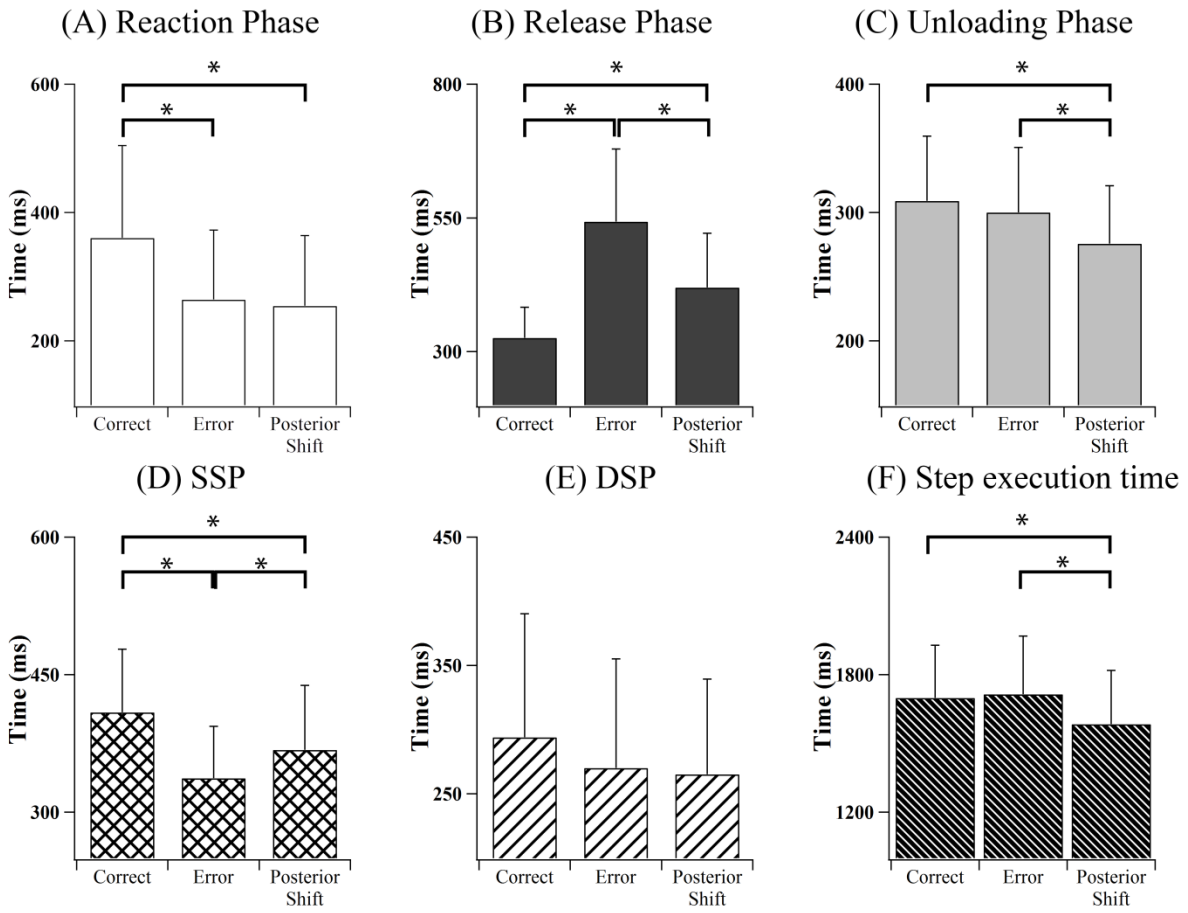 (A) Reaction Phase
Time (ms)
600
400
200
*
*
Correct
Error
Posterior
Shift
(B) Release Phase
Time (ms)
800
550
300
*
*
*
Correct
Error
Posterior
Shift
(C) Unloading Phase
Time (ms)
400
300
200
*
*
Correct
Error
Posterior
Shift
(D) SSP
Time (ms)
600
450
300
*
*
*
Correct
Error
Posterior
Shift
(E) DSP
Time (ms)
450
350
250
Correct
Error
Posterior
Shift
(F) Step execution time
Time (ms)
2400
1800
1200
*
*
Correct
Error
Posterior
Shift